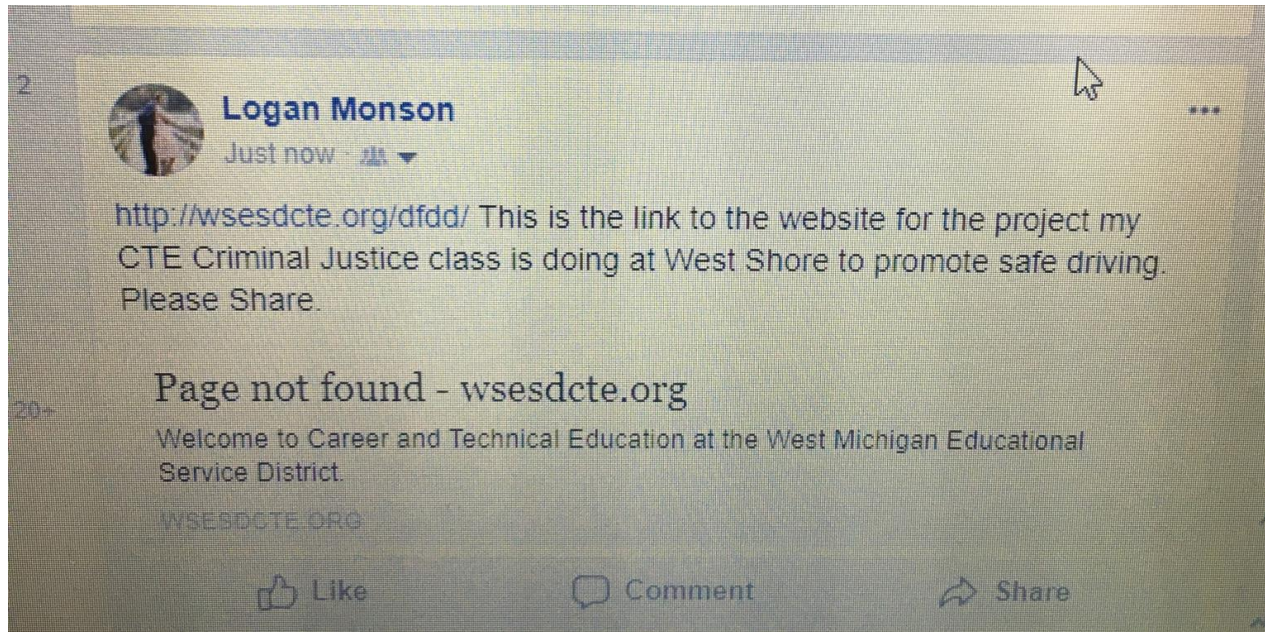 2
Logan Monson
Just now ·
http://wsesdcte.org/dfdd/ This is the link to the website for the project my
CTE Criminal Justice class is doing at West Shore to promote safe driving.
Please Share.
Page not found - wsesdcte.org
20+
Welcome to Career and Technical Education at the West Michigan Educational
Service District.
WSESDCTE.ORG
Like Comment Share